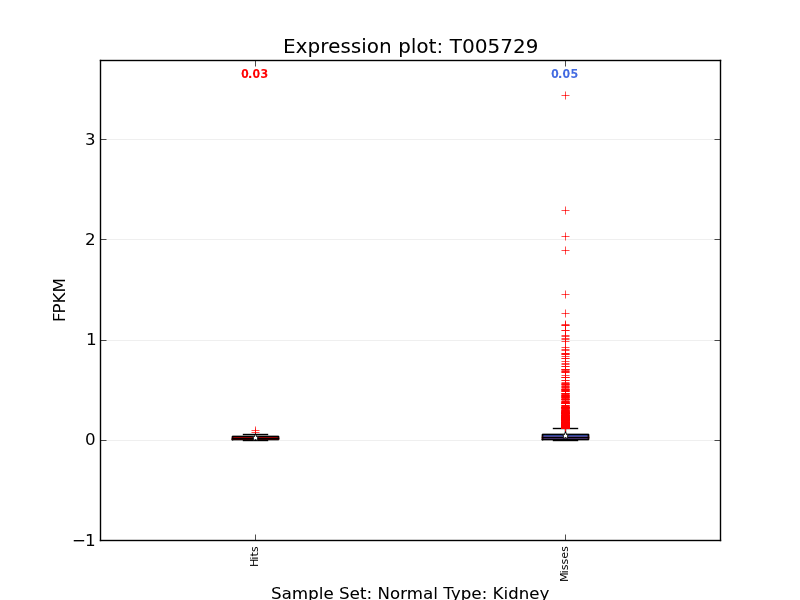 Expression plot: T005729
0.03
0.05
3
2
1
0
−1
FPKM
Hits
Misses
Sample Set: Normal Type: Kidney